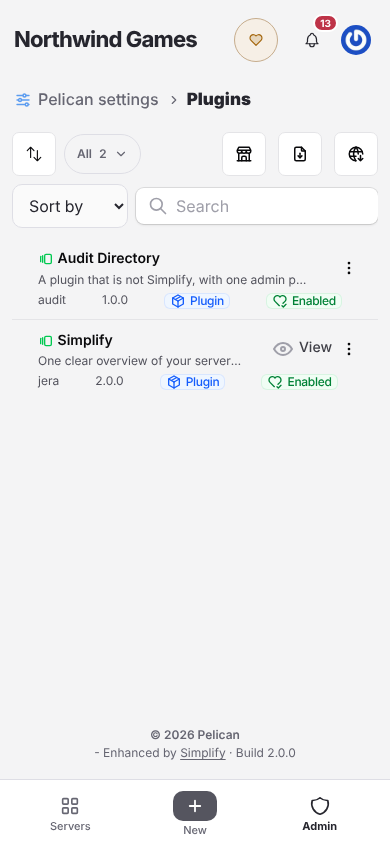 Northwind Games
13
Pelican settings > Plugins
All 2
Sort by
Search
Audit Directory
A plugin that is not Simplify, with one admin p...
audit 1.0.0 Plugin Enabled
Simplify
View
One clear overview of your server...
jera 2.0.0 Plugin Enabled
© 2026 Pelican
- Enhanced by Simplify · Build 2.0.0
Servers
New
Admin